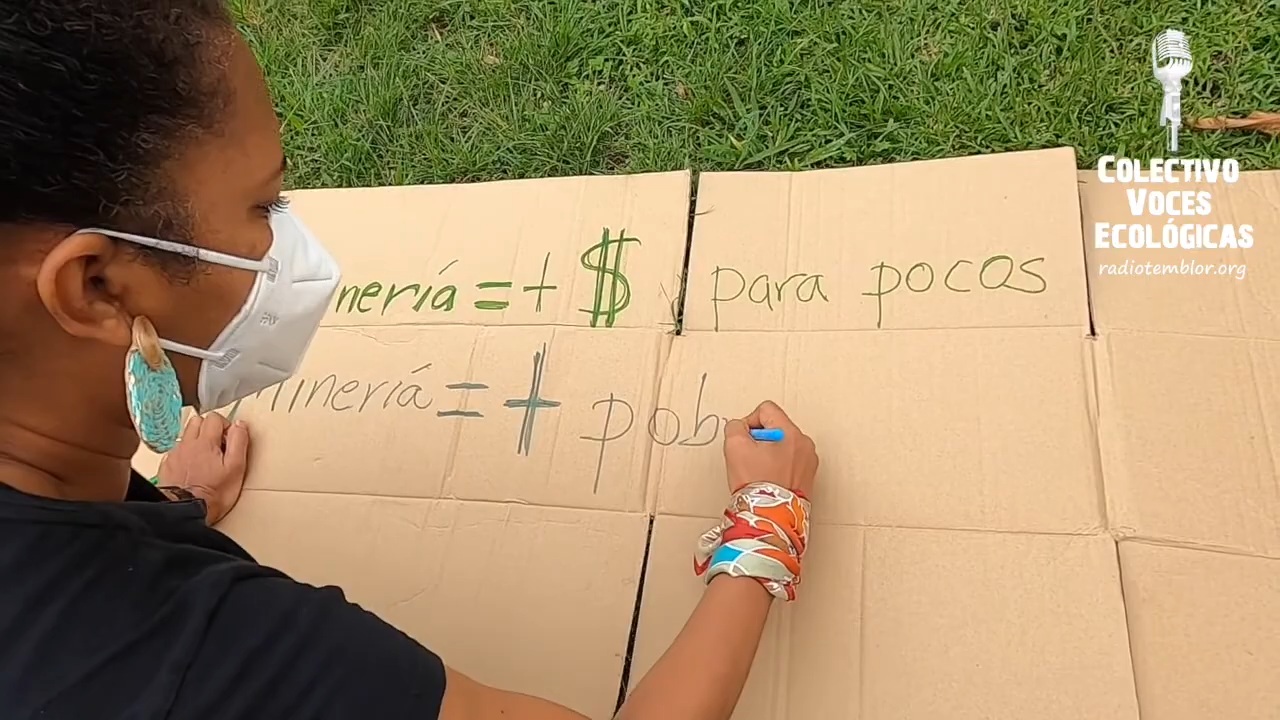 nería = + $ para pocos
minería = + pob
COLECTIVO
VOCES
ECOLÓGICAS
radiotemblor.org